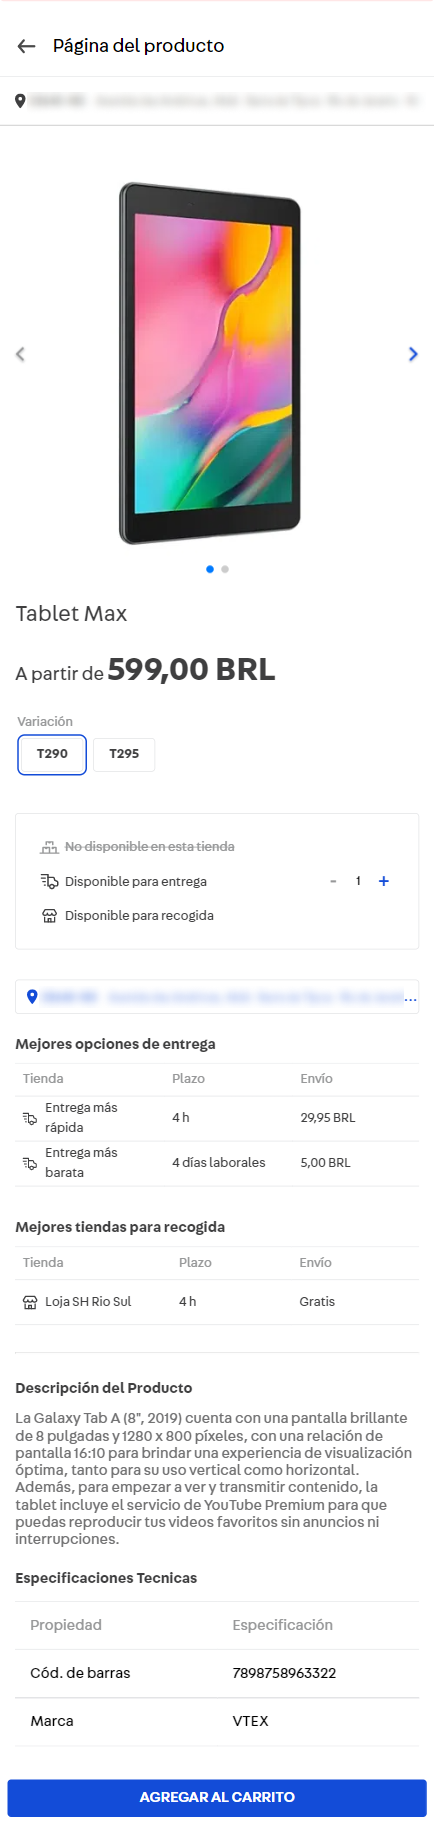 Página del producto
Tablet Max
A partir de 599,00 BRL
Variación
T290 T295
No disponible en esta tienda
Disponible para entrega - 1 +
Disponible para recogida
Mejores opciones de entrega
Tienda Plazo Envío
Entrega más rápida 4 h 29,95 BRL
Entrega más barata 4 días laborales 5,00 BRL
Mejores tiendas para recogida
Tienda Plazo Envío
Loja SH Rio Sul 4 h Gratis
Descripción del Producto
La Galaxy Tab A (8", 2019) cuenta con una pantalla brillante
de 8 pulgadas y 1280 x 800 píxeles, con una relación de
pantalla 16:10 para brindar una experiencia de visualización
óptima, tanto para su uso vertical como horizontal.
Además, para empezar a ver y transmitir contenido, la
tablet incluye el servicio de YouTube Premium para que
puedas reproducir tus videos favoritos sin anuncios ni
interrupciones.
Especificaciones Tecnicas
Propiedad Especificación
Cód. de barras 7898758963322
Marca VTEX
AGREGAR AL CARRITO